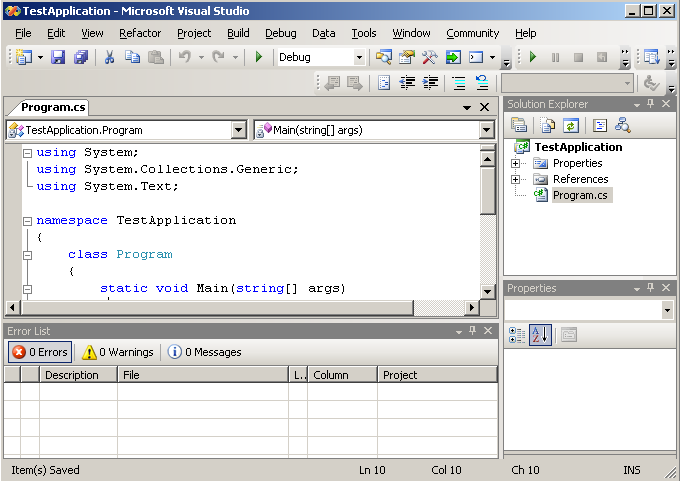 TestApplication - Microsoft Visual Studio
File Edit View Refactor Project Build Debug Data Tools Window Community Help
Debug
Program.cs
TestApplication.Program
Main(string[] args)
using System;
using System.Collections.Generic;
using System.Text;
namespace TestApplication
{
class Program
{
static void Main(string[] args)
Solution Explorer
TestApplication
Properties
References
Program.cs
Properties
Error List
0 Errors 0 Warnings 0 Messages
Description File L.. Column Project
Item(s) Saved Ln 10 Col 10 Ch 10 INS